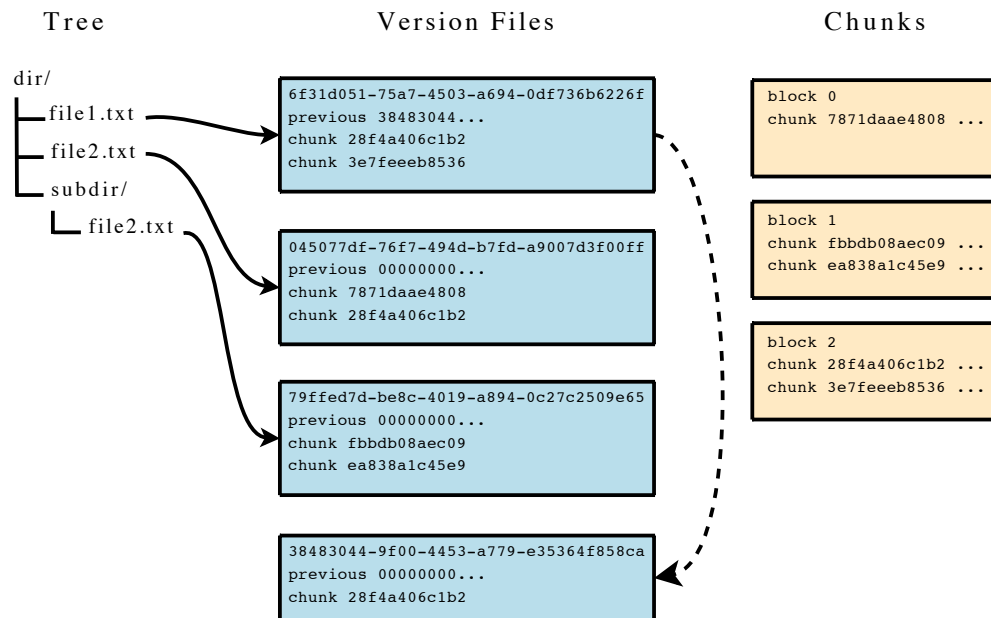 Tree
dir/
file1.txt
file2.txt
subdir/
file2.txt
Version Files
6f31d051-75a7-4503-a694-0df736b6226f
previous 38483044...
chunk 28f4a406c1b2
chunk 3e7feeeb8536
045077df-76f7-494d-b7fd-a9007d3f00ff
previous 00000000...
chunk 7871daae4808
chunk 28f4a406c1b2
79ffed7d-be8c-4019-a894-0c27c2509e65
previous 00000000...
chunk fbbdb08aec09
chunk ea838a1c45e9
38483044-9f00-4453-a779-e35364f858ca
previous 00000000...
chunk 28f4a406c1b2
Chunks
block 0
chunk 7871daae4808 ...
block 1
chunk fbbdb08aec09 ...
chunk ea838a1c45e9 ...
block 2
chunk 28f4a406c1b2 ...
chunk 3e7feeeb8536 ...